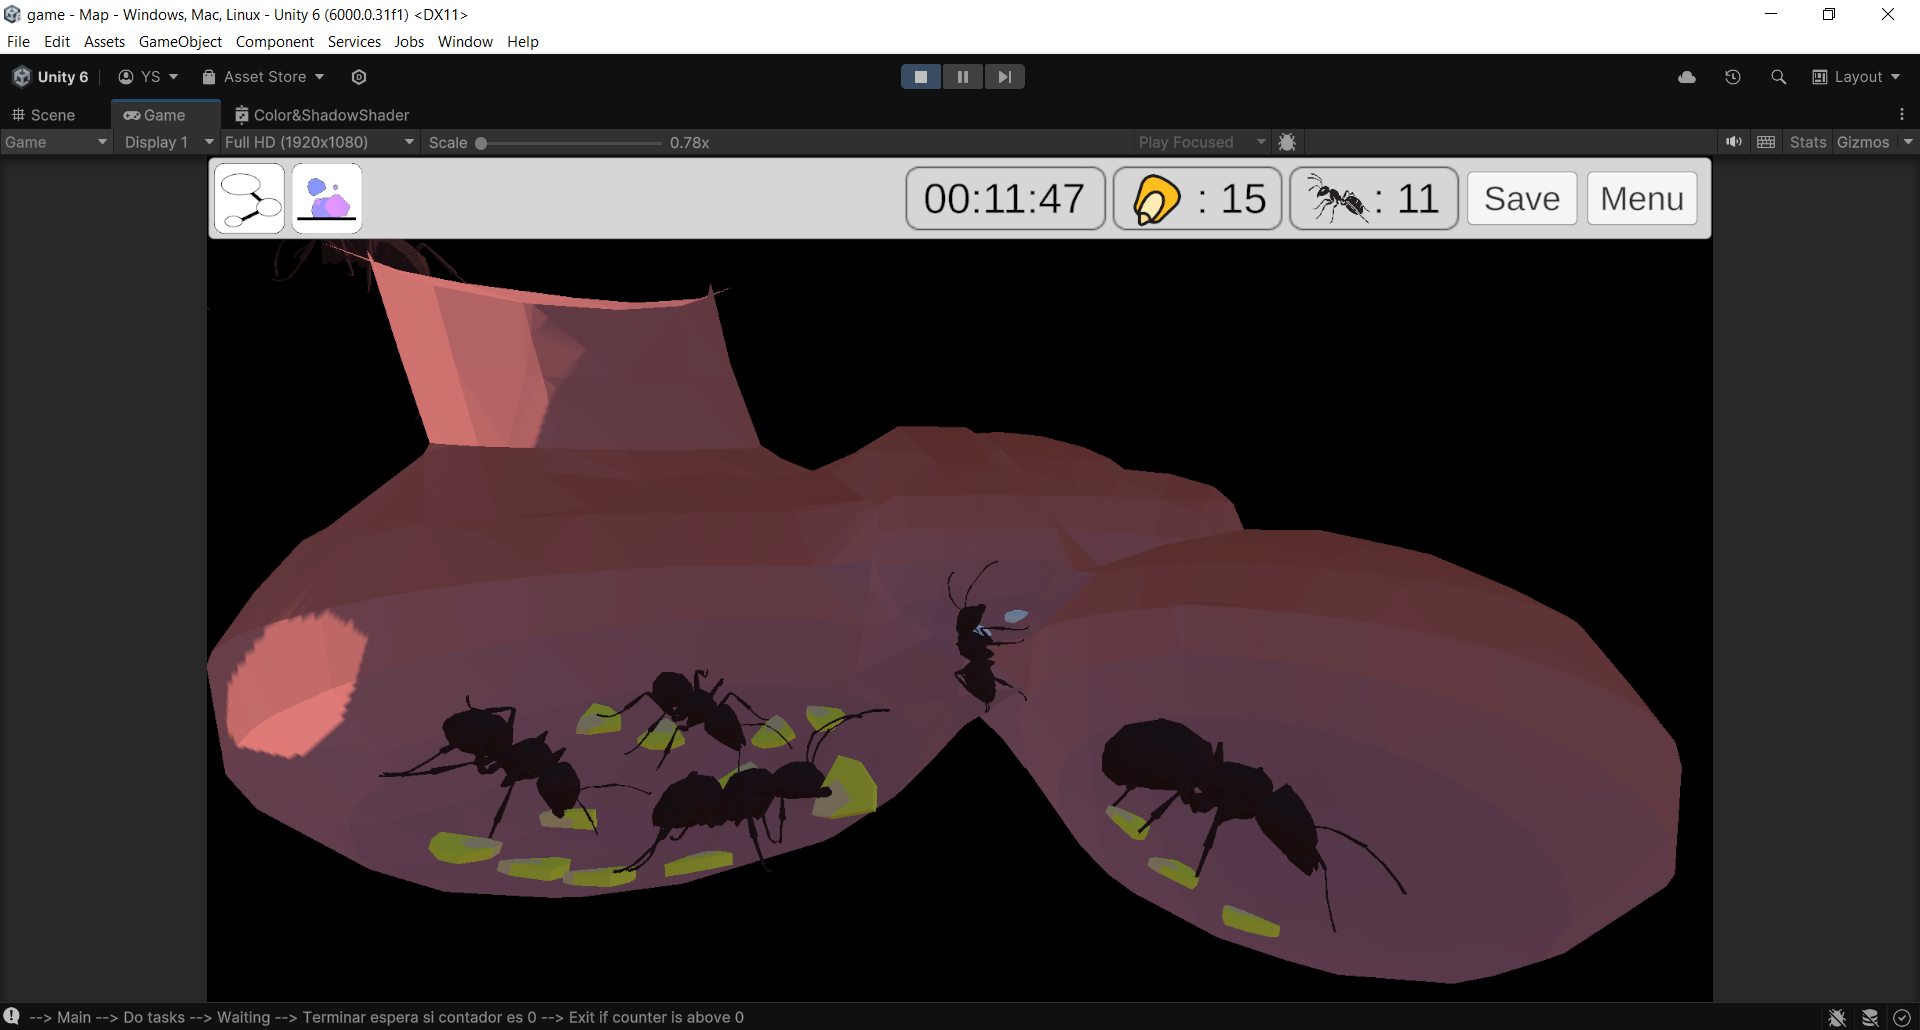 game - Map - Windows, Mac, Linux - Unity 6 (6000.0.31f1) <DX11>
File Edit Assets GameObject Component Services Jobs Window Help
Unity 6 YS Asset Store Layout
Scene Game Color&ShadowShader
Game Display 1 Full HD (1920x1080) Scale 0.78x Play Focused Stats Gizmos
00:11:47 : 15 : 11 Save Menu
--> Main --> Do tasks --> Waiting --> Terminar espera si contador es 0 --> Exit if counter is above 0